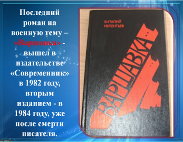 Последний
роман на
военную тему –
-
вышел в
издательстве
«Современник»
в 1982 году,
вторым
изданием - в
1984 году, уже
после смерти
писателя.
ВАРШАВКА